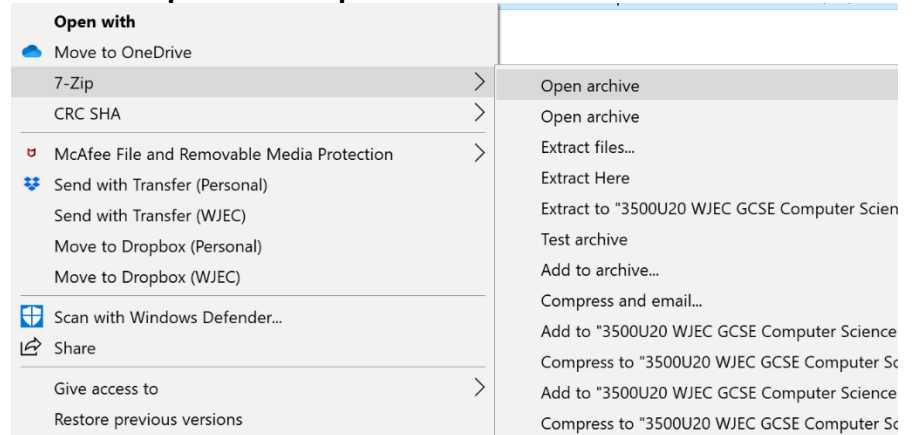 Open with
Move to OneDrive
7-Zip
CRC SHA
McAfee File and Removable Media Protection
Send with Transfer (Personal)
Send with Transfer (WJEC)
Move to Dropbox (Personal)
Move to Dropbox (WJEC)
Scan with Windows Defender...
Share
Give access to
Restore previous versions
Open archive
Open archive
Extract files...
Extract Here
Extract to "3500U20 WJEC GCSE Computer Scien
Test archive
Add to archive...
Compress and email...
Add to "3500U20 WJEC GCSE Computer Science
Compress to "3500U20 WJEC GCSE Computer Sc
Add to "3500U20 WJEC GCSE Computer Science
Compress to "3500U20 WJEC GCSE Computer Sc